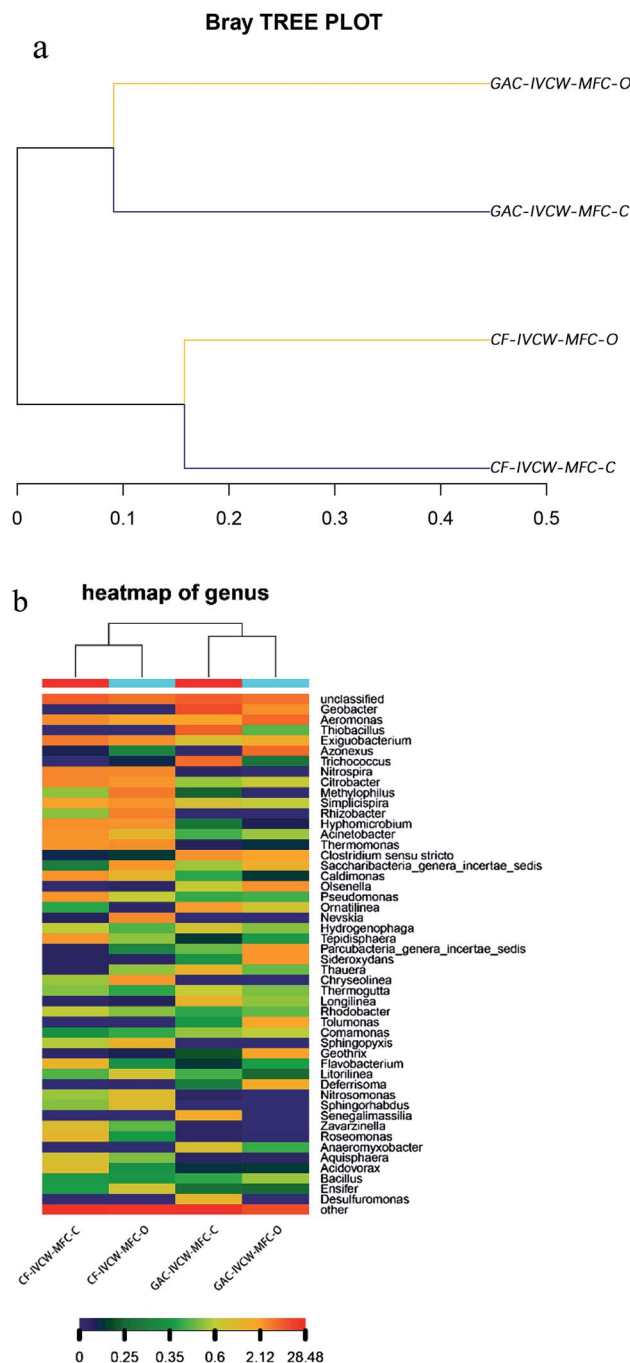 Bray TREE PLOT
a
GAC-IVCW-MFC-O
GAC-IVCW-MFC-C
CF-IVCW-MFC-O
CF-IVCW-MFC-C
0 0.1 0.2 0.3 0.4 0.5
b
heatmap of genus
unclassified
Geobacter
Aeromonas
Thiobacillus
Exiguobacterium
Azonexus
Trichococcus
Nitrospira
Citrobacter
Methylophilus
Simplicispira
Rhizobacter
Hyphomicrobium
Acinetobacter
Thermomonas
Clostridium sensu stricto
Saccharibacteria_genera_incertae_sedis
Caldimonas
Olsenella
Pseudomonas
Ornatilinea
Nevskia
Hydrogenophaga
Tepidisphaera
Parcubacteria_genera_incertae_sedis
Sideroxydans
Thauera
Chryseolinea
Thermogutta
Longilinea
Rhodobacter
Tolumonas
Comamonas
Sphingopyxis
Geothrix
Flavobacterium
Litorilinea
Deferrisoma
Nitrosomonas
Sphingorhabdus
Senegalimassilia
Zavarzinella
Roseomonas
Anaeromyxobacter
Aquisphaera
Acidovorax
Bacillus
Ensifer
Desulfuromonas
other
CF-IVCW-MFC-C
CF-IVCW-MFC-O
GAC-IVCW-MFC-C
GAC-IVCW-MFC-O
0 0.25 0.35 0.6 2.12 28.48